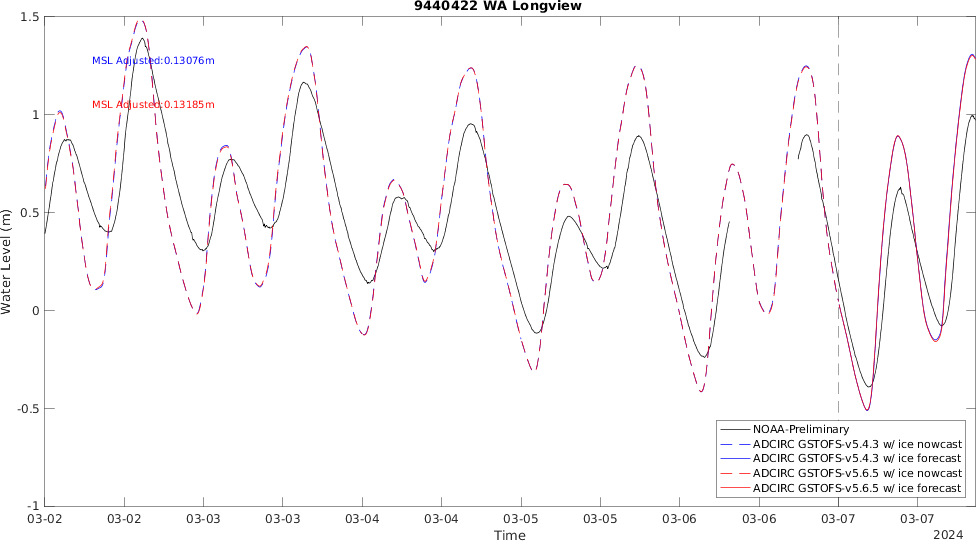 9440422 WA Longview
1.5
MSL Adjusted:0.13076m
MSL Adjusted:0.13185m
1
0.5
Water Level (m)
0
-0.5
NOAA-Preliminary
ADCIRC GSTOFS-v5.4.3 w/ ice nowcast
ADCIRC GSTOFS-v5.4.3 w/ ice forecast
ADCIRC GSTOFS-v5.6.5 w/ ice nowcast
ADCIRC GSTOFS-v5.6.5 w/ ice forecast
-1
03-02 03-02 03-03 03-03 03-04 03-04 03-05 03-05 03-06 03-06 03-07 03-07
Time
2024